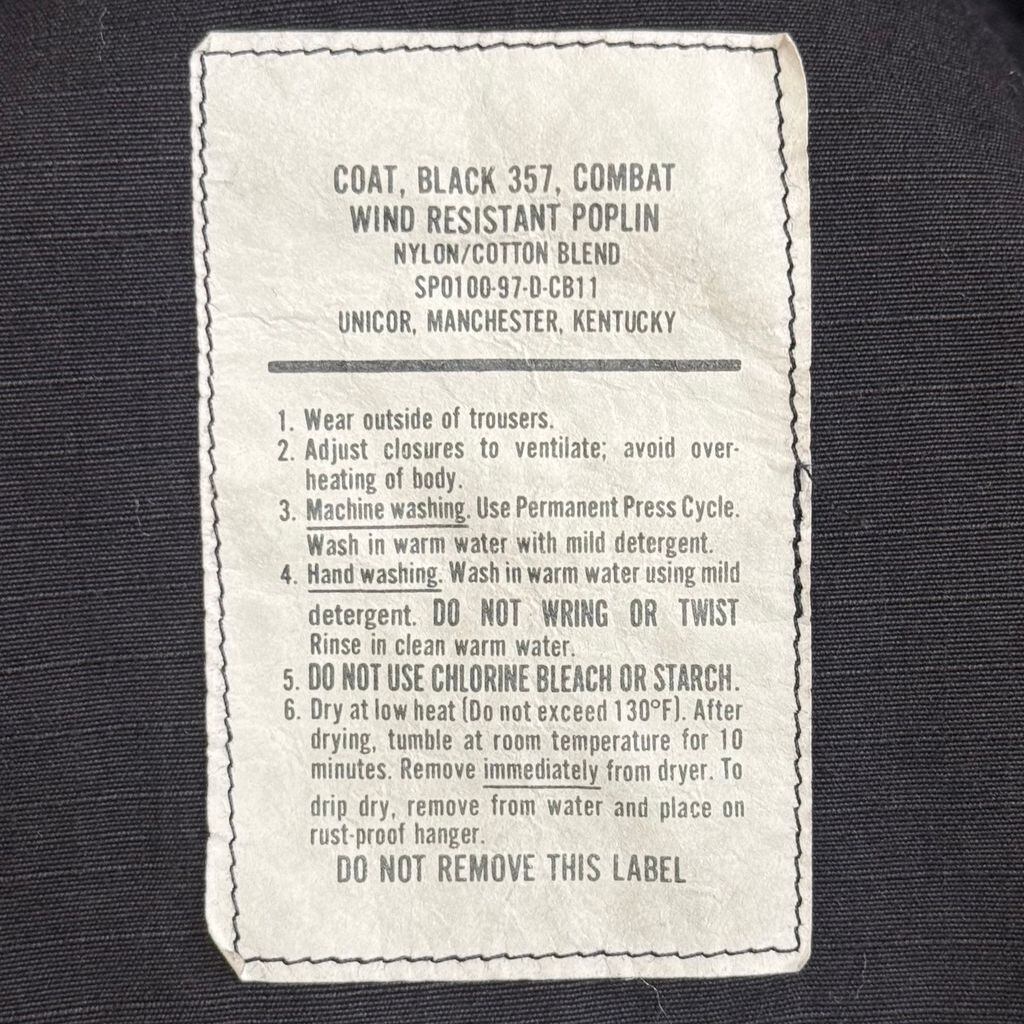 COAT, BLACK 357, COMBAT
WIND RESISTANT POPLIN
NYLON/COTTON BLEND
SPO100-97-D-CB11
UNICOR, MANCHESTER, KENTUCKY
1. Wear outside of trousers.
2. Adjust closures to ventilate; avoid over-
heating of body.
3. Machine washing. Use Permanent Press Cycle.
Wash in warm water with mild detergent.
4. Hand washing. Wash in warm water using mild
detergent. DO NOT WRING OR TWIST
Rinse in clean warm water.
5. DO NOT USE CHLORINE BLEACH OR STARCH.
6. Dry at low heat (Do not exceed 130°F). After
drying, tumble at room temperature for 10
minutes. Remove immediately from dryer. To
drip dry, remove from water and place on
rust-proof hanger.
DO NOT REMOVE THIS LABEL